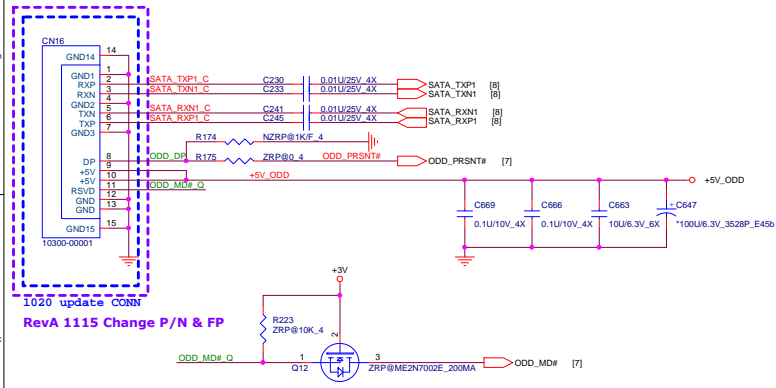 CN16
GND14 14
GND1 1
RXP 2 SATA_TXP1_C C230 0.01U/25V_4X SATA_TXP1 [8]
RXN 3 SATA_TXN1_C C233 0.01U/25V_4X SATA_TXN1 [8]
GND2 4
TXN 5 SATA_RXN1_C C241 0.01U/25V_4X SATA_RXN1 [8]
TXP 6 SATA_RXP1_C C245 0.01U/25V_4X SATA_RXP1 [8]
GND3 7
R174 NZRP@1K/F_4
DP 8 ODD_DP R175 ZRP@0_4 ODD_PRSNT# ODD_PRSNT# [7]
+5V 9
+5V 10 +5V_ODD +5V_ODD
RSVD 11 ODD_MD#_Q
GND 12
GND 13
GND15 15
10300-00001
C669 C666 C663 + C647
0.1U/10V_4X 0.1U/10V_4X 10U/6.3V_6X *100U/6.3V_3528P_E45b
1020 update CONN
RevA 1115 Change P/N & FP
+3V
R223
ZRP@10K_4
2
ODD_MD#_Q 1 3 ODD_MD# [7]
Q12 ZRP@ME2N7002E_200MA